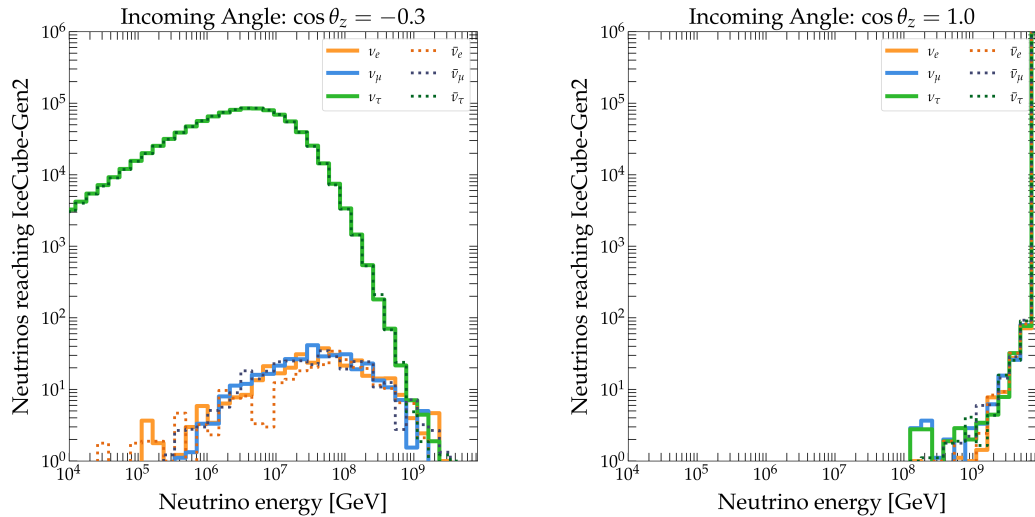 Incoming Angle: cos θz = −0.3
10^6
10^5
10^4
10^3
10^2
10^1
10^0
Neutrinos reaching IceCube-Gen2
νe ν̄e
νμ ν̄μ
ντ ν̄τ
10^4 10^5 10^6 10^7 10^8 10^9
Neutrino energy [GeV]
Incoming Angle: cos θz = 1.0
10^6
10^5
10^4
10^3
10^2
10^1
10^0
Neutrinos reaching IceCube-Gen2
νe ν̄e
νμ ν̄μ
ντ ν̄τ
10^4 10^5 10^6 10^7 10^8 10^9
Neutrino energy [GeV]